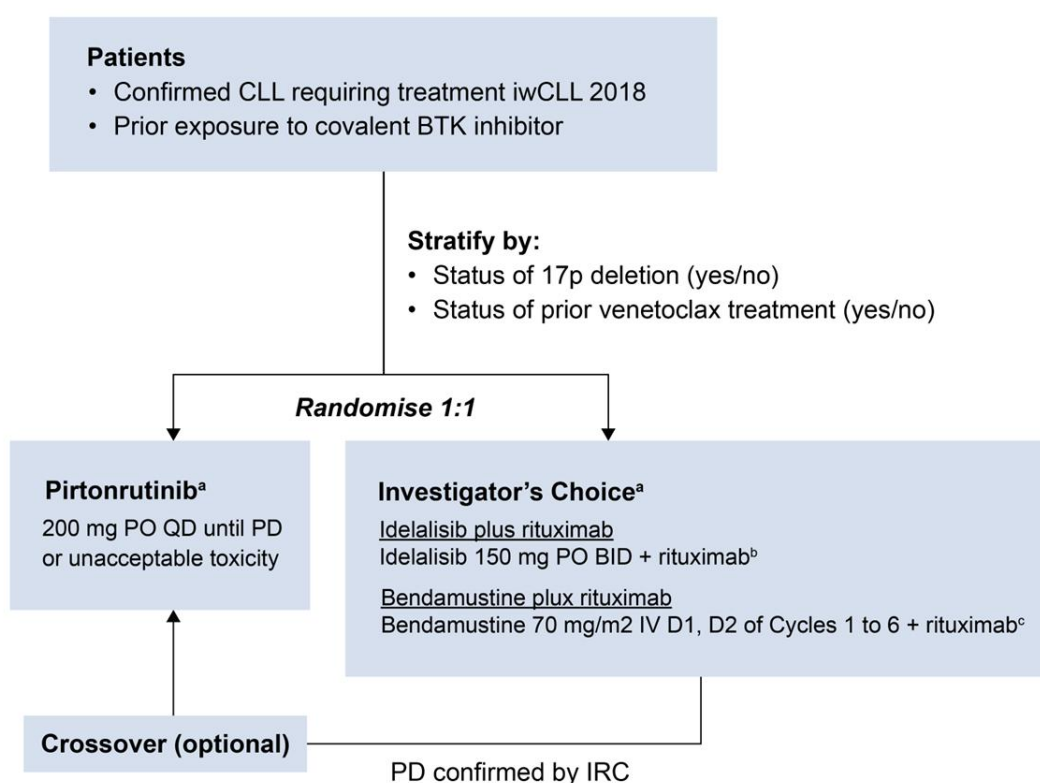 Patients
• Confirmed CLL requiring treatment iwCLL 2018
• Prior exposure to covalent BTK inhibitor
Stratify by:
• Status of 17p deletion (yes/no)
• Status of prior venetoclax treatment (yes/no)
Randomise 1:1
Pirtonrutinibᵃ
200 mg PO QD until PD
or unacceptable toxicity
Investigator’s Choiceᵃ
Idelalisib plus rituximab
Idelalisib 150 mg PO BID + rituximabᵇ
Bendamustine plux rituximab
Bendamustine 70 mg/m2 IV D1, D2 of Cycles 1 to 6 + rituximabᶜ
Crossover (optional)
PD confirmed by IRC